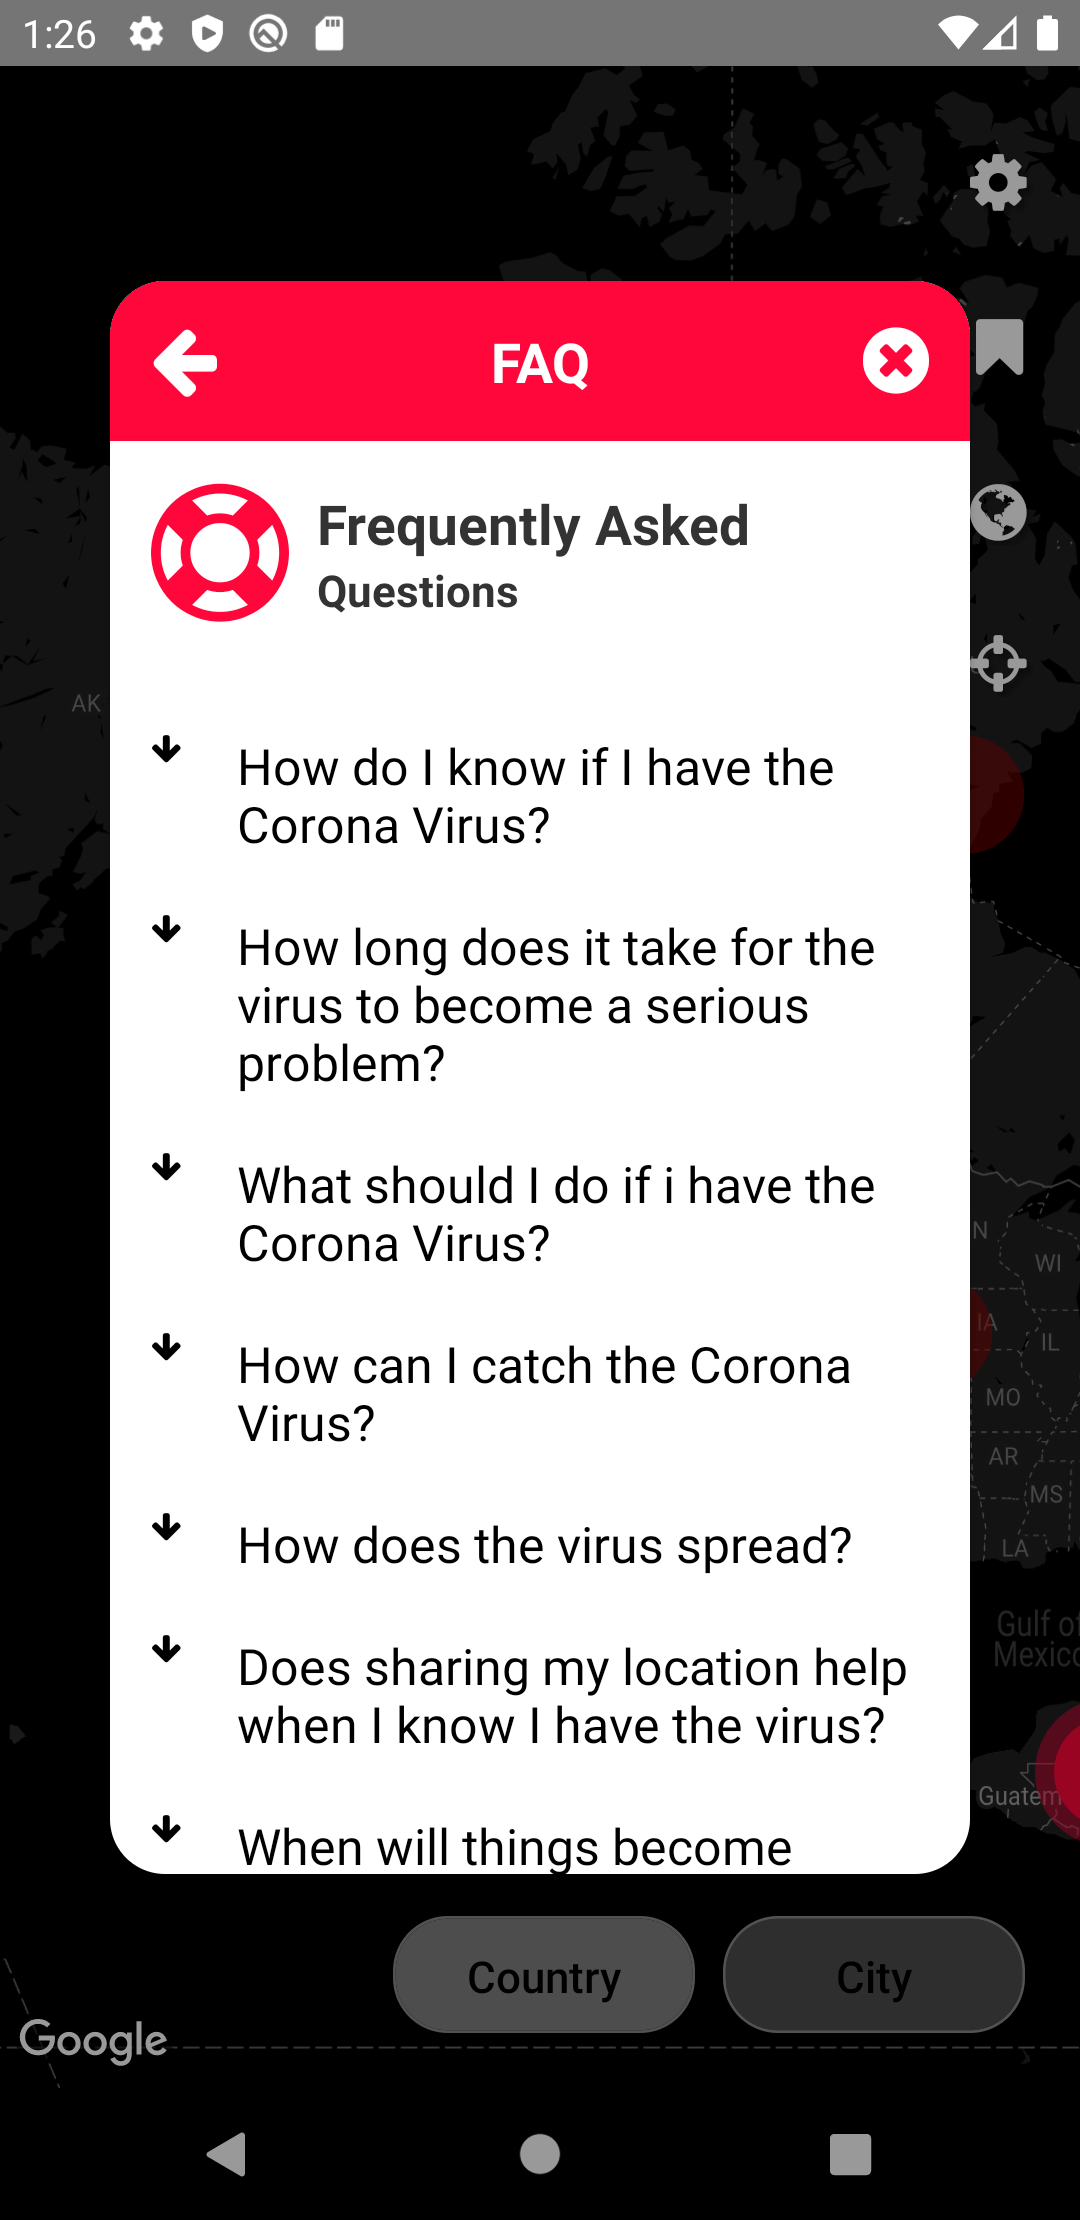 1:26
FAQ
Frequently Asked
Questions
AK
How do I know if I have the
Corona Virus?
How long does it take for the
virus to become a serious
problem?
What should I do if i have the
Corona Virus?
N
WI
IA
IL
How can I catch the Corona
Virus?
MO
AR
MS
LA
How does the virus spread?
Gulf of
Mexico
Does sharing my location help
when I know I have the virus?
Guatem
When will things become
Country
City
Google